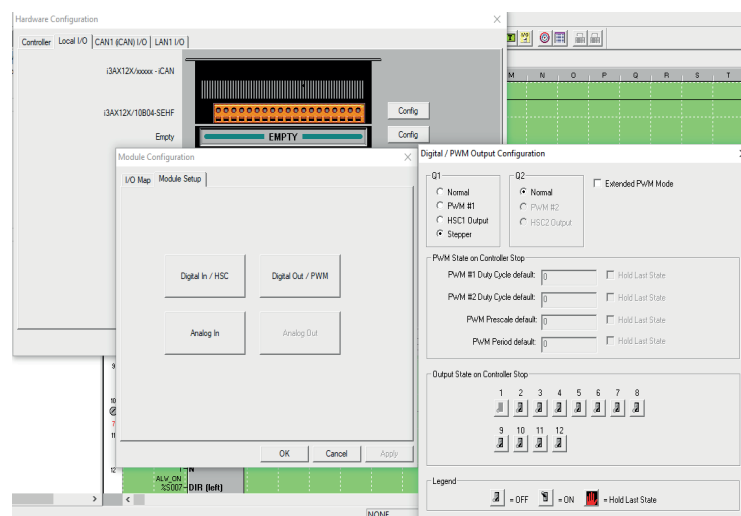 Hardware Configuration
Controller Local I/O CAN1 (iCAN) I/O LAN1 I/O
i3AX12X/xxxxx - iCAN
i3AX12X/10B04-SEHF
Config
Empty
EMPTY
Config
M N O P Q R S T
Module Configuration
I/O Map Module Setup
Digital In / HSC
Digital Out / PWM
Analog In
Analog Out
OK Cancel Apply
Digital / PWM Output Configuration
Q1
Normal
PWM #1
HSC1 Output
Stepper
Q2
Normal
PWM #2
HSC2 Output
Extended PWM Mode
PWM State on Controller Stop
PWM #1 Duty Cycle default: 0 Hold Last State
PWM #2 Duty Cycle default: 0 Hold Last State
PWM Prescale default: 0 Hold Last State
PWM Period default: 0 Hold Last State
Output State on Controller Stop
1 2 3 4 5 6 7 8
9 10 11 12
Legend
= OFF = ON = Hold Last State
9
10
11
12
N
ALW_ON
%S007 DIR (left)
NONE